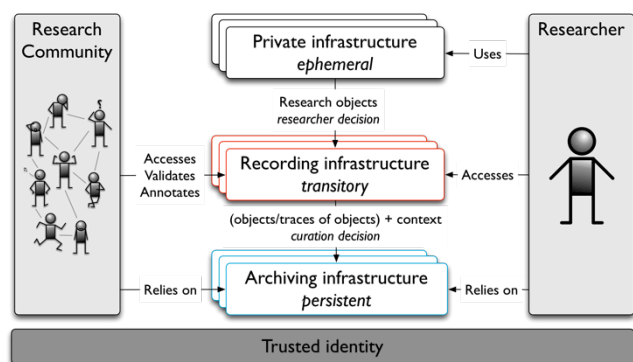 Research
Community
Private infrastructure
ephemeral
Uses
Researcher
Research objects
researcher decision
Accesses
Validates
Annotates
Recording infrastructure
transitory
Accesses
(objects/traces of objects) + context
curation decision
Relies on
Archiving infrastructure
persistent
Relies on
Trusted identity
?